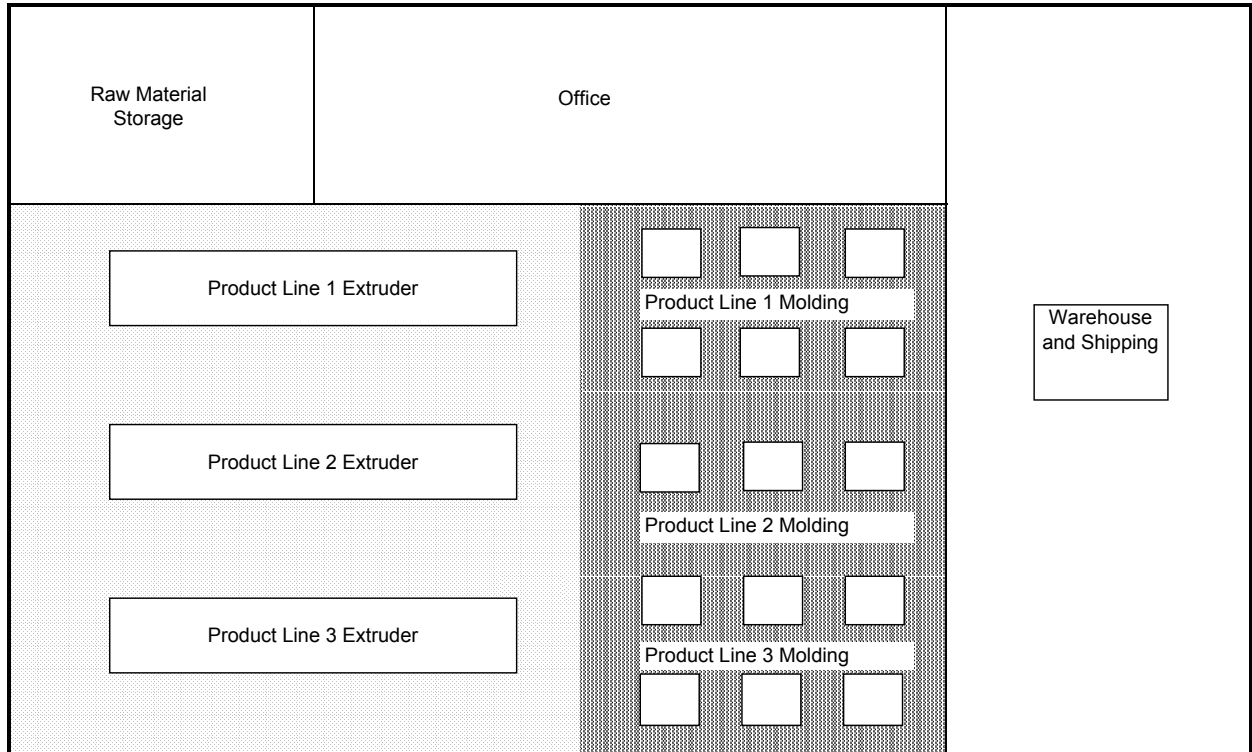 Raw Material
Storage
Office
Product Line 1 Extruder
Product Line 1 Molding
Warehouse
and Shipping
Product Line 2 Extruder
Product Line 2 Molding
Product Line 3 Extruder
Product Line 3 Molding